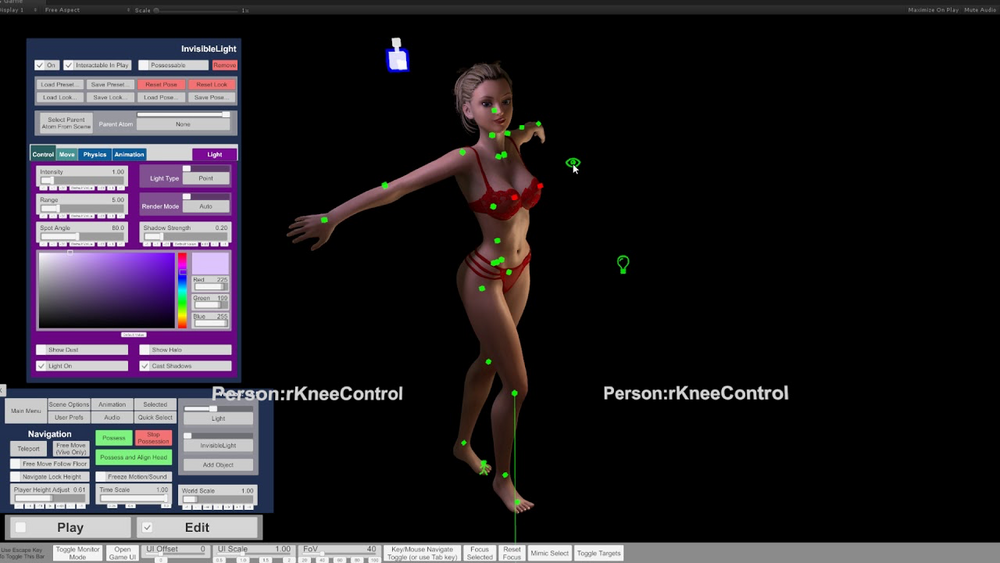 Game
Display 1 Free Aspect Scale 1x Maximize On Play Mute Audio
InvisibleLight
On Interactable In Play Possessable Remove
Load Preset... Save Preset... Reset Pose Reset Look
Load Look... Save Look... Load Pose... Save Pose...
Select Parent
Atom From Scene
Parent Atom None
Control Move Physics Animation Light
Intensity 1.00
Light Type Point
Range 5.00
Render Mode Auto
Spot Angle 80.0
Shadow Strength 0.20
Red 225
Green 199
Blue 255
Show Dust Show Halo
Light On Cast Shadows
Person:rKneeControl Person:rKneeControl
Main Menu
Scene Options Animation Selected
User Prefs Audio Quick Select
Light
Navigation
Teleport
Free Move
(Vive Only)
Possess
Stop
Possession
InvisibleLight
Possess and Align Head
Free Move Follow Floor
Add Object
Navigate Lock Height Freeze Motion/Sound
Player Height Adjust 0.01 Time Scale 1.00 World Scale 1.00
Play Edit
Use Escape Key
To Toggle This Bar
Toggle Monitor
Mode
Open
Game UI
UI Offset 0
UI Scale 1.00
FoV 40
Key/Mouse Navigate
Toggle (or use Tab key)
Focus
Selected
Reset
Focus
Mimic Select
Toggle Targets